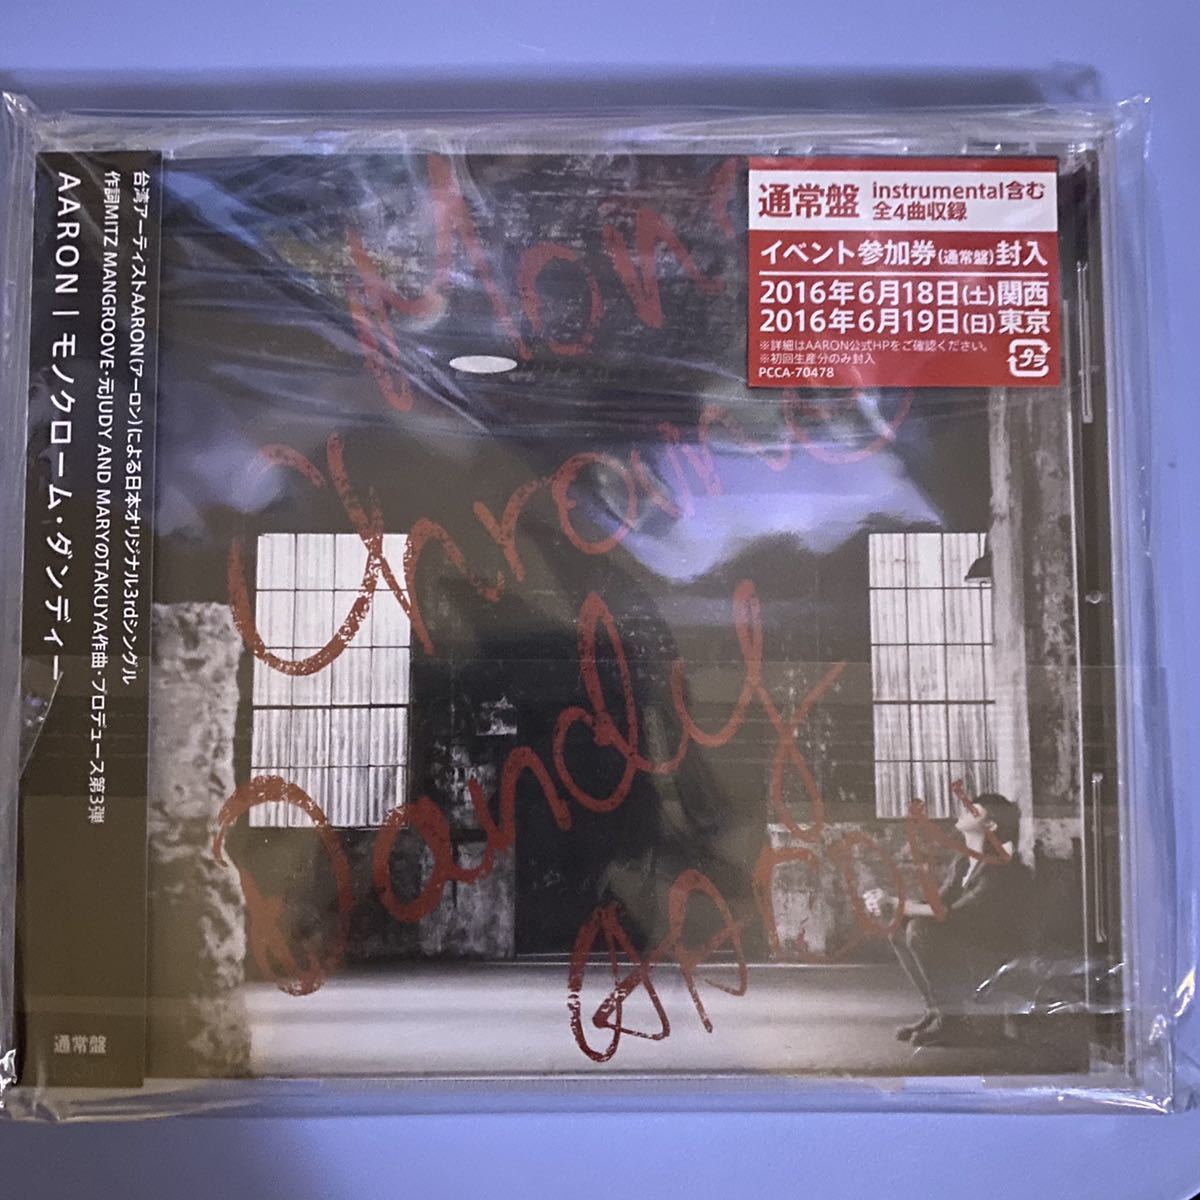 台湾アーティストAARON(アーロン)による日本オリジナル3rdシングル
作詞MITZ MANGROOVE・元JUDY AND MARYのTAKUYA作曲・プロデュース第3弾
AARON | モノクローム・ダンディー
通常盤
通常盤
instrumental含む
全4曲収録
イベント参加券(通常盤)封入
2016年6月18日(土)関西
2016年6月19日(日)東京
※詳細はAARON公式HPをご確認ください。
※初回生産分のみ封入
PCCA-70478
プラ
Mono
Chrome
Dandy
AARON